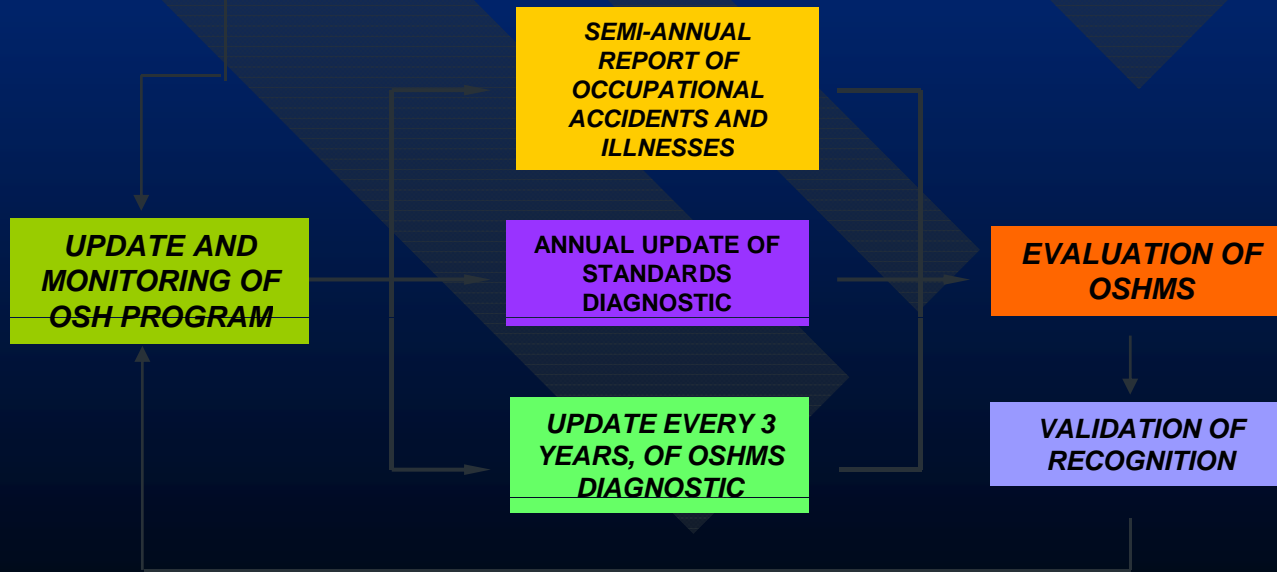 SEMI-ANNUAL
REPORT OF
OCCUPATIONAL
ACCIDENTS AND
ILLNESSES
UPDATE AND
MONITORING OF
OSH PROGRAM
ANNUAL UPDATE OF
STANDARDS
DIAGNOSTIC
EVALUATION OF
OSHMS
UPDATE EVERY 3
YEARS, OF OSHMS
DIAGNOSTIC
VALIDATION OF
RECOGNITION